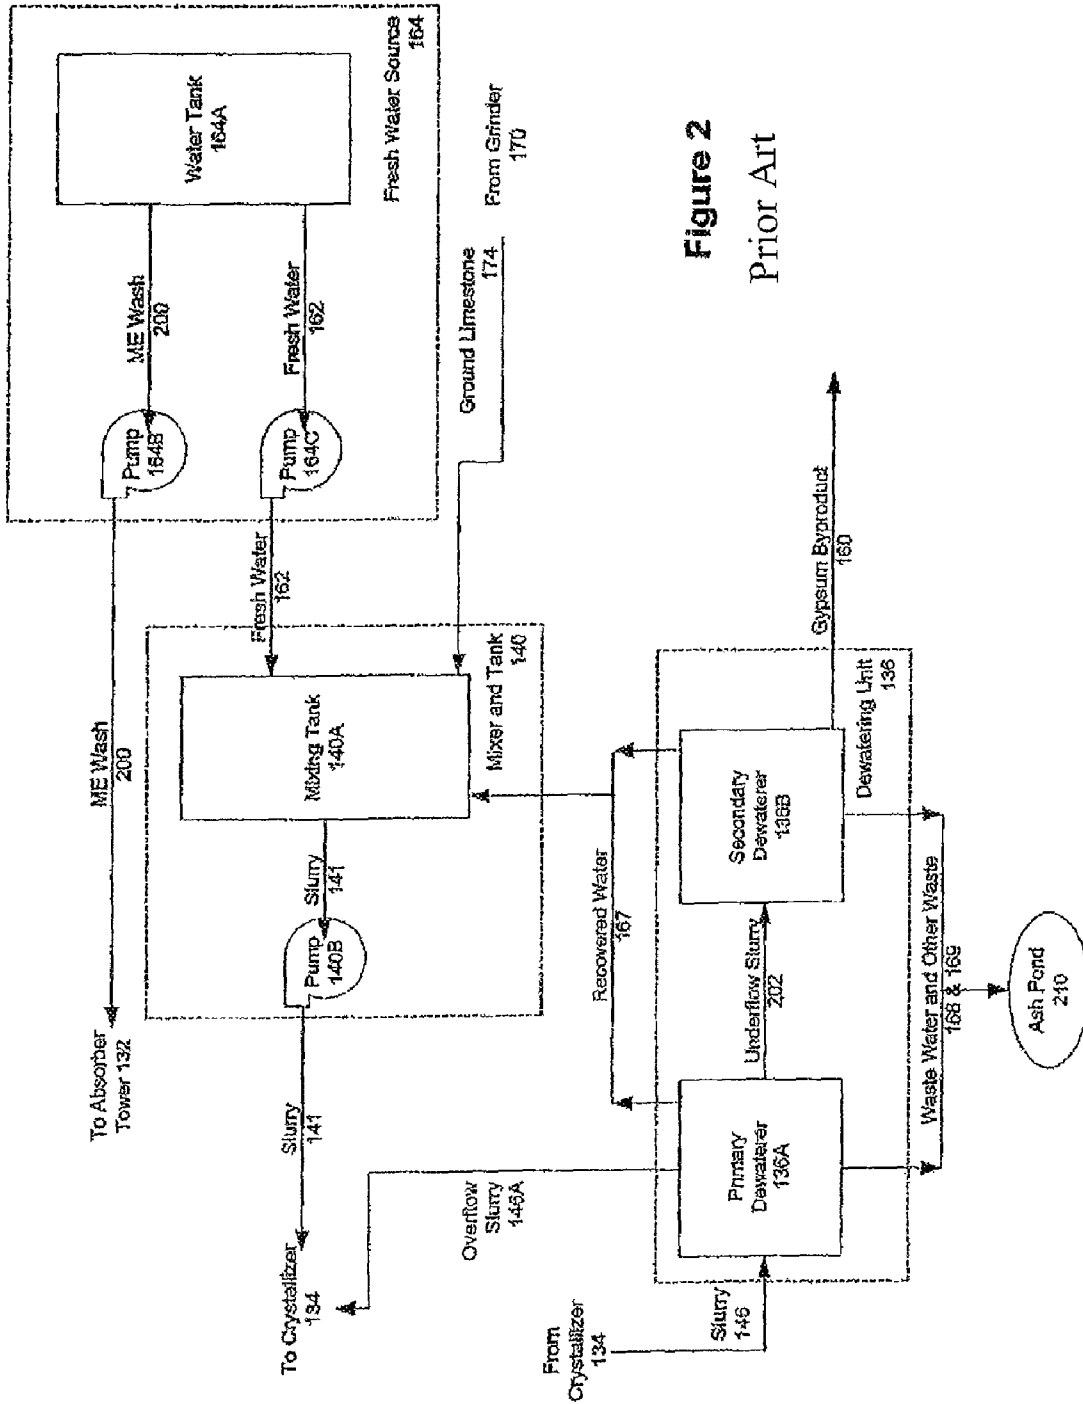 To Absorber
Tower 132
ME Wash
200
Pump
164B
ME Wash
200
Water Tank
164A
Fresh Water
162
Pump
164C
Fresh Water
162
Fresh Water Source
164
To Crystallizer
134
Slurry
141
Pump
140B
Slurry
141
Mixing Tank
140A
Mixer and Tank
140
Ground Limestone
174
From Grinder
170
Overflow
Slurry
146A
Recovered Water
167
From
Crystallizer
134
Slurry
146
Primary
Dewaterer
136A
Underflow Slurry
202
Secondary
Dewaterer
136B
Gypsum Byproduct
160
Dewatering Unit
136
Waste Water and Other Waste
168 & 169
Ash Pond
210
Figure 2
Prior Art